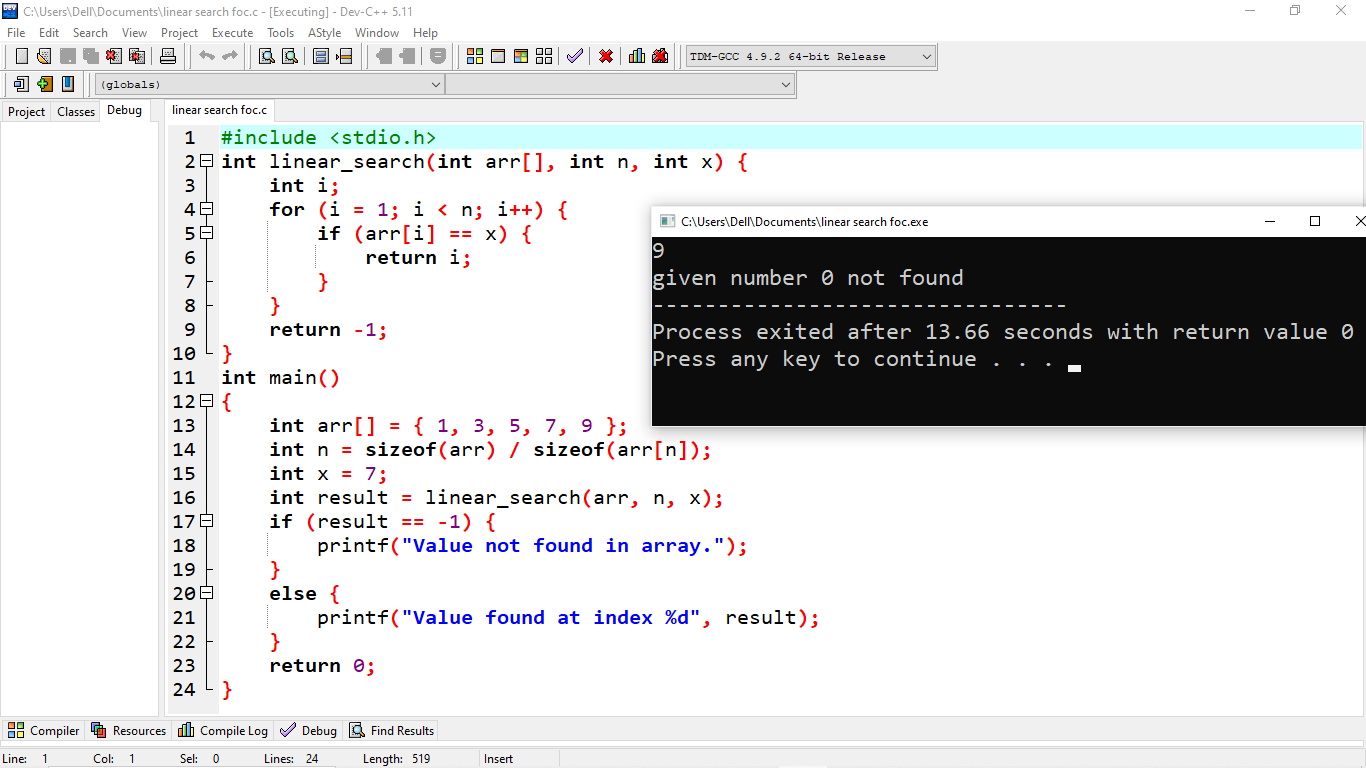 C:\Users\Dell\Documents\linear search foc.c - [Executing] - Dev-C++ 5.11
File Edit Search View Project Execute Tools AStyle Window Help
TDM-GCC 4.9.2 64-bit Release
(globals)
Project Classes Debug
linear search foc.c
1 #include <stdio.h>
2 int linear_search(int arr[], int n, int x) {
3 int i;
4 for (i = 1; i < n; i++) {
5 if (arr[i] == x) {
6 return i;
7 }
8 }
9 return -1;
10 }
11 int main()
12 {
13 int arr[] = { 1, 3, 5, 7, 9 };
14 int n = sizeof(arr) / sizeof(arr[n]);
15 int x = 7;
16 int result = linear_search(arr, n, x);
17 if (result == -1) {
18 printf("Value not found in array.");
19 }
20 else {
21 printf("Value found at index %d", result);
22 }
23 return 0;
24 }
C:\Users\Dell\Documents\linear search foc.exe
9
given number 0 not found
--------------------------------
Process exited after 13.66 seconds with return value 0
Press any key to continue . . .
Compiler Resources Compile Log Debug Find Results
Line: 1 Col: 1 Sel: 0 Lines: 24 Length: 519 Insert